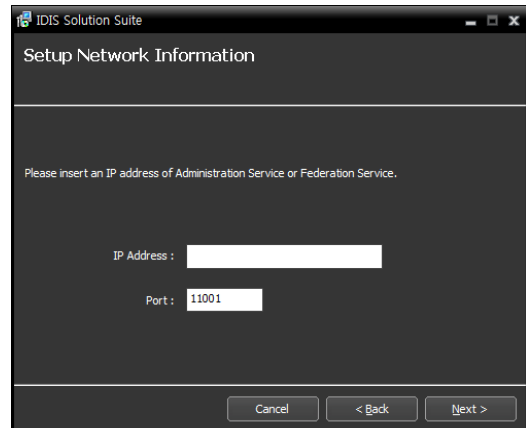 IDIS Solution Suite
Setup Network Information
Please insert an IP address of Administration Service or Federation Service.
IP Address :
Port : 11001
Cancel < Back Next >